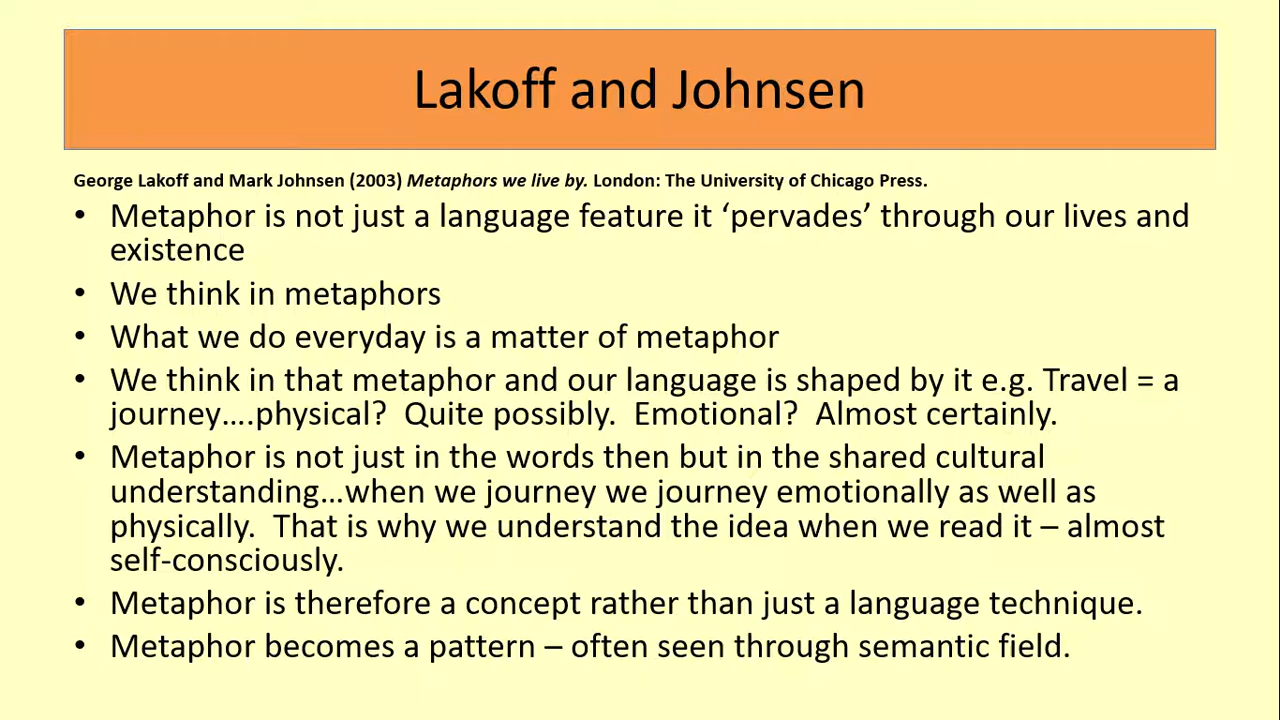 Lakoff and Johnsen
George Lakoff and Mark Johnsen (2003) Metaphors we live by. London: The University of Chicago Press.
• Metaphor is not just a language feature it ‘pervades’ through our lives and
existence
• We think in metaphors
• What we do everyday is a matter of metaphor
• We think in that metaphor and our language is shaped by it e.g. Travel = a
journey….physical?  Quite possibly.  Emotional?  Almost certainly.
• Metaphor is not just in the words then but in the shared cultural
understanding…when we journey we journey emotionally as well as
physically.  That is why we understand the idea when we read it – almost
self-consciously.
• Metaphor is therefore a concept rather than just a language technique.
• Metaphor becomes a pattern – often seen through semantic field.